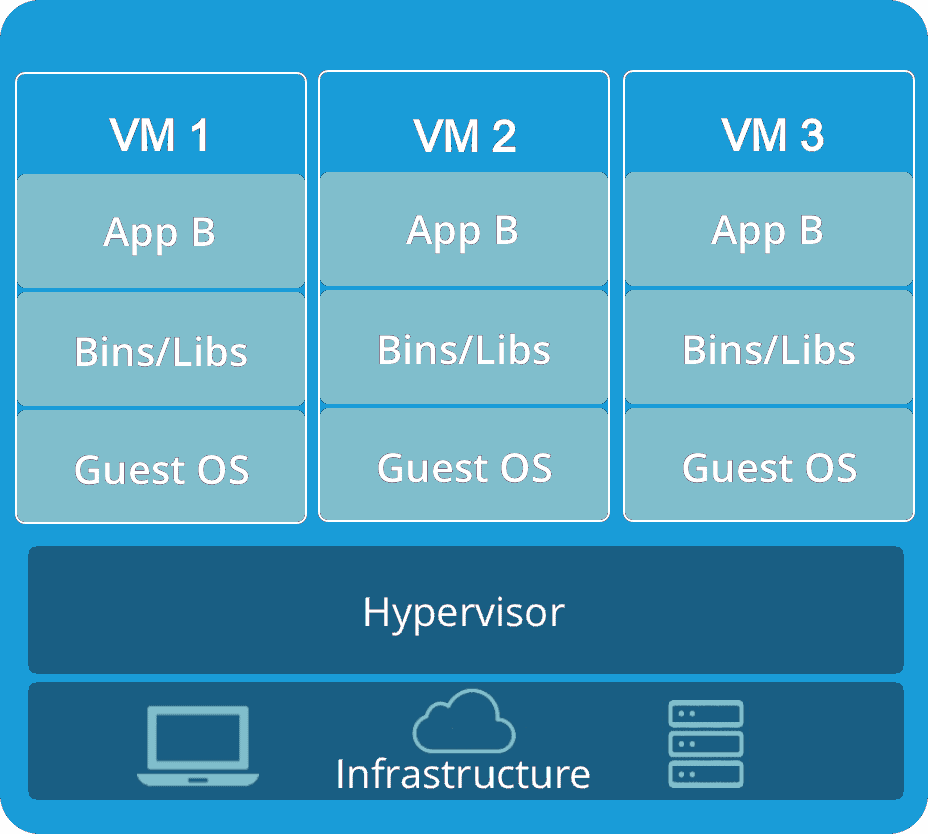 VM 1
VM 2
VM 3
App B
App B
App B
Bins/Libs
Bins/Libs
Bins/Libs
Guest OS
Guest OS
Guest OS
Hypervisor
Infrastructure